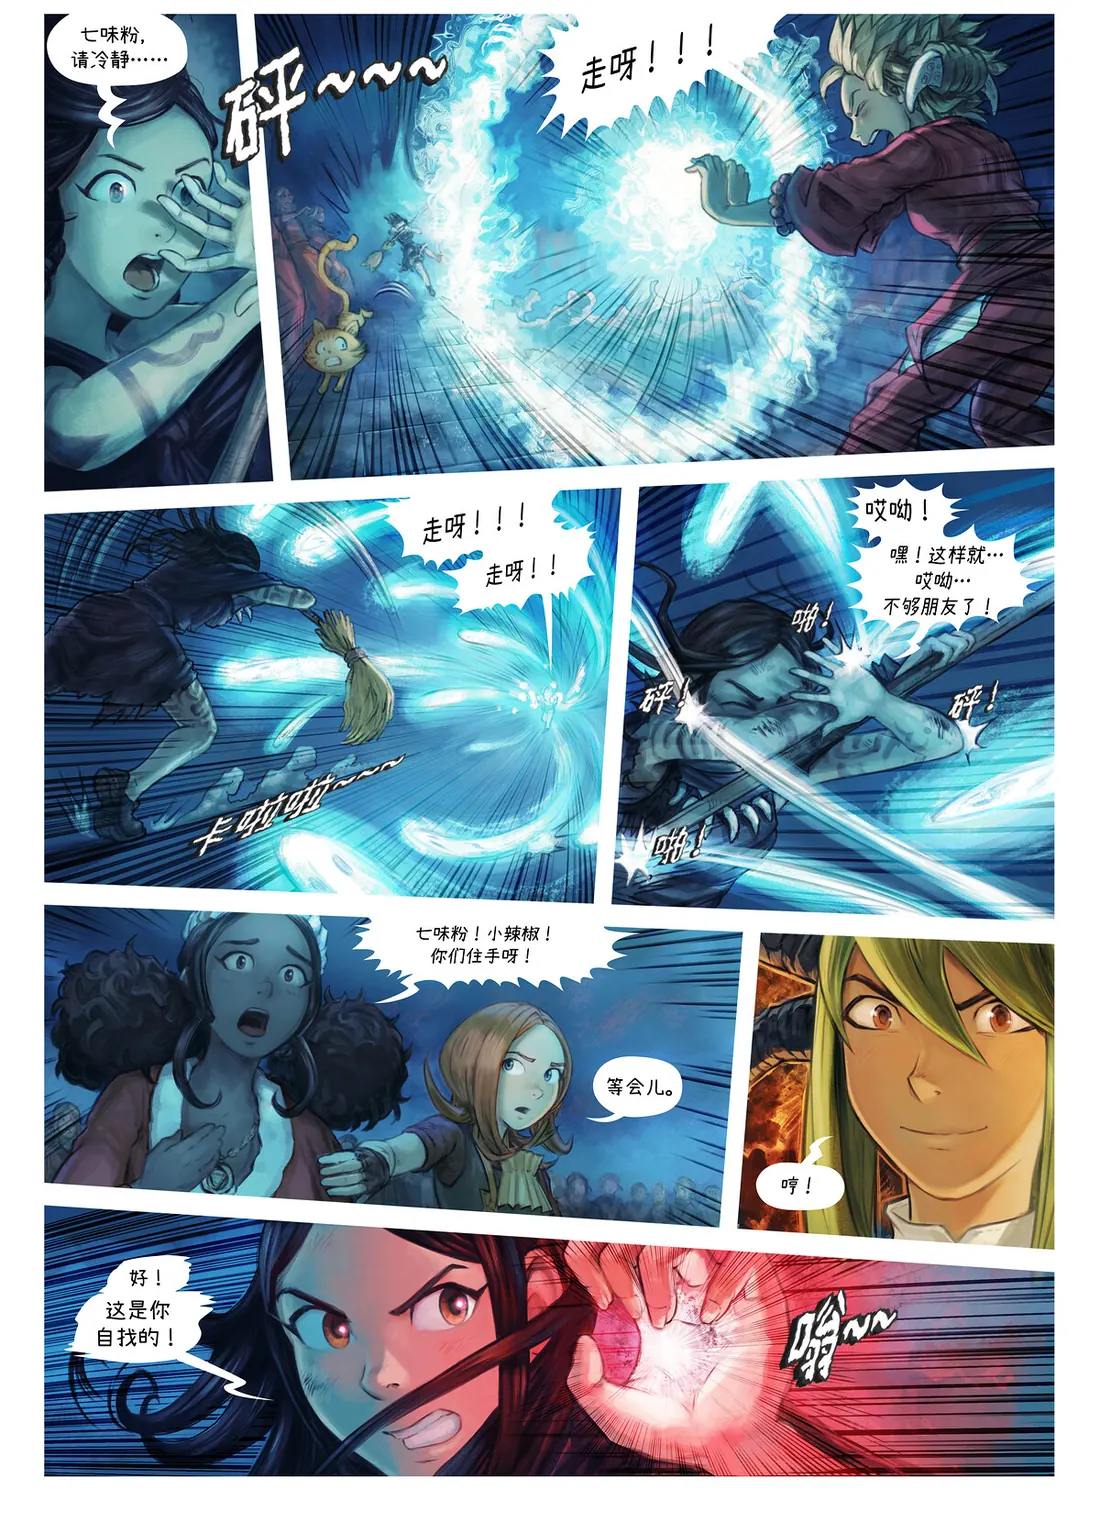 七味粉，
请冷静……
砰~~~~
走呀！！！
走呀！！！
走呀！！
卡啦啦~~~~
哎呦！
嘿！这样就…
哎呦…
不够朋友了！
啪！
砰！
砰！
啪！
七味粉！小辣椒！
你们住手呀！
等会儿。
哼！
好！
这是你
自找的！
嗡~~